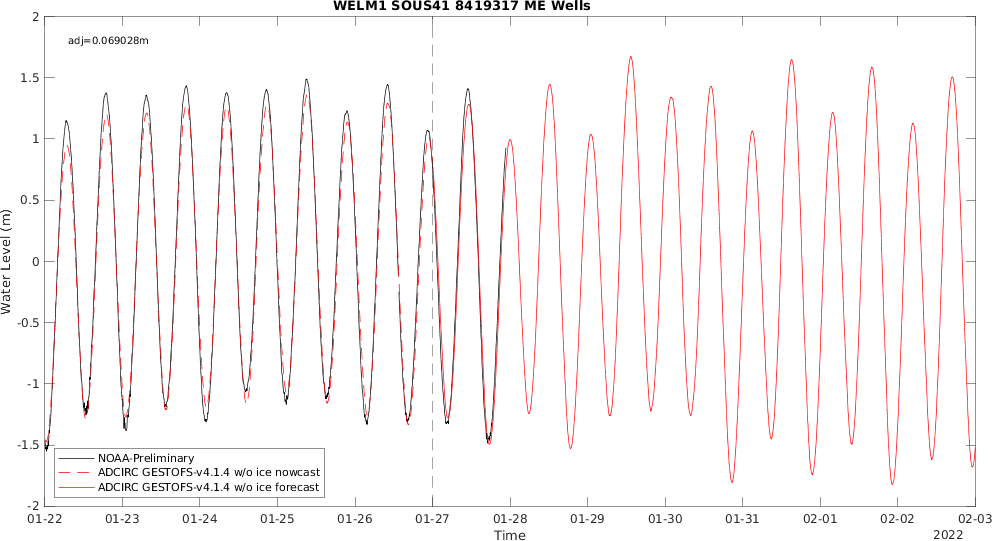 WELM1 SOUS41 8419317 ME Wells
adj=0.069028m
2
1.5
1
0.5
0
-0.5
-1
-1.5
-2
Water Level (m)
NOAA-Preliminary
ADCIRC GESTOFS-v4.1.4 w/o ice nowcast
ADCIRC GESTOFS-v4.1.4 w/o ice forecast
01-22 01-23 01-24 01-25 01-26 01-27 01-28 01-29 01-30 01-31 02-01 02-02 02-03
Time
2022